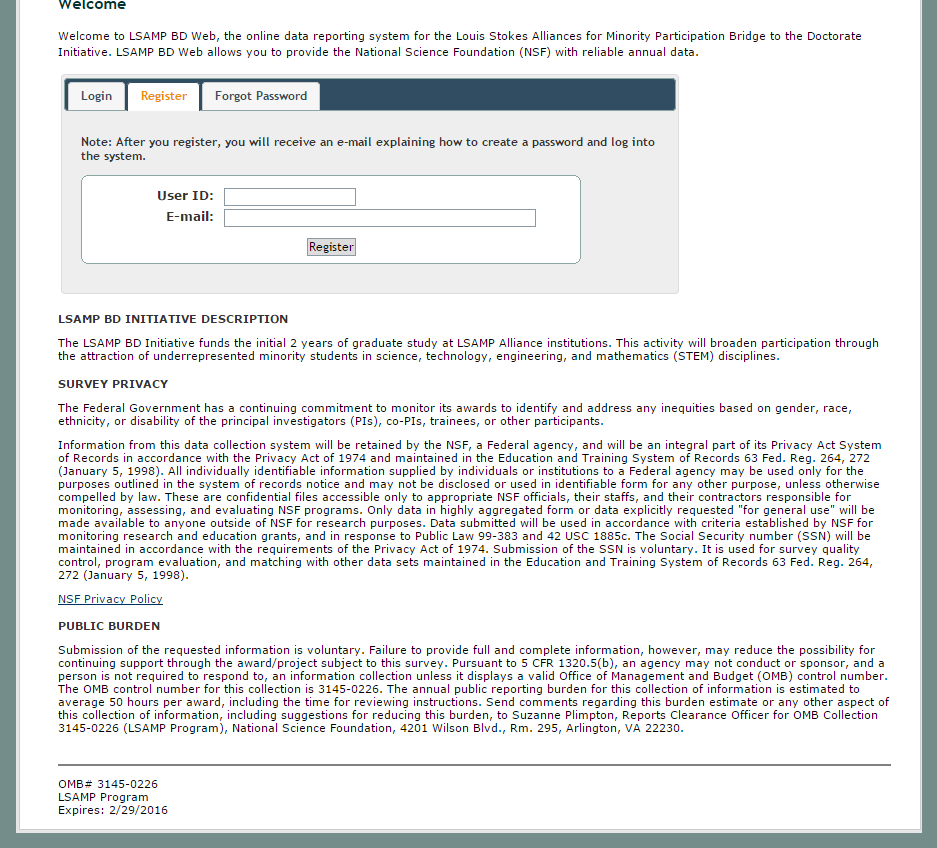 Welcome
Welcome to LSAMP BD Web, the online data reporting system for the Louis Stokes Alliances for Minority Participation Bridge to the Doctorate
Initiative. LSAMP BD Web allows you to provide the National Science Foundation (NSF) with reliable annual data.
Login Register Forgot Password
Note: After you register, you will receive an e-mail explaining how to create a password and log into
the system.
User ID:
E-mail:
Register
LSAMP BD INITIATIVE DESCRIPTION
The LSAMP BD Initiative funds the initial 2 years of graduate study at LSAMP Alliance institutions. This activity will broaden participation through
the attraction of underrepresented minority students in science, technology, engineering, and mathematics (STEM) disciplines.
SURVEY PRIVACY
The Federal Government has a continuing commitment to monitor its awards to identify and address any inequities based on gender, race,
ethnicity, or disability of the principal investigators (PIs), co-PIs, trainees, or other participants.
Information from this data collection system will be retained by the NSF, a Federal agency, and will be an integral part of its Privacy Act System
of Records in accordance with the Privacy Act of 1974 and maintained in the Education and Training System of Records 63 Fed. Reg. 264, 272
(January 5, 1998). All individually identifiable information supplied by individuals or institutions to a Federal agency may be used only for the
purposes outlined in the system of records notice and may not be disclosed or used in identifiable form for any other purpose, unless otherwise
compelled by law. These are confidential files accessible only to appropriate NSF officials, their staffs, and their contractors responsible for
monitoring, assessing, and evaluating NSF programs. Only data in highly aggregated form or data explicitly requested "for general use" will be
made available to anyone outside of NSF for research purposes. Data submitted will be used in accordance with criteria established by NSF for
monitoring research and education grants, and in response to Public Law 99-383 and 42 USC 1885c. The Social Security number (SSN) will be
maintained in accordance with the requirements of the Privacy Act of 1974. Submission of the SSN is voluntary. It is used for survey quality
control, program evaluation, and matching with other data sets maintained in the Education and Training System of Records 63 Fed. Reg. 264,
272 (January 5, 1998).
NSF Privacy Policy
PUBLIC BURDEN
Submission of the requested information is voluntary. Failure to provide full and complete information, however, may reduce the possibility for
continuing support through the award/project subject to this survey. Pursuant to 5 CFR 1320.5(b), an agency may not conduct or sponsor, and a
person is not required to respond to, an information collection unless it displays a valid Office of Management and Budget (OMB) control number.
The OMB control number for this collection is 3145-0226. The annual public reporting burden for this collection of information is estimated to
average 50 hours per award, including the time for reviewing instructions. Send comments regarding this burden estimate or any other aspect of
this collection of information, including suggestions for reducing this burden, to Suzanne Plimpton, Reports Clearance Officer for OMB Collection
3145-0226 (LSAMP Program), National Science Foundation, 4201 Wilson Blvd., Rm. 295, Arlington, VA 22230.
OMB# 3145-0226
LSAMP Program
Expires: 2/29/2016